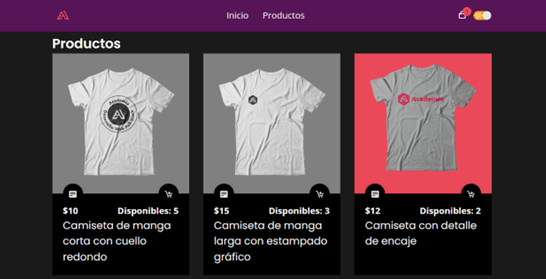 Inicio Productos
1
Productos
Academlo
Academlo
$10 Disponibles: 5
Camiseta de manga
corta con cuello
redondo
$15 Disponibles: 3
Camiseta de manga
larga con estampado
gráfico
$12 Disponibles: 2
Camiseta con detalle
de encaje